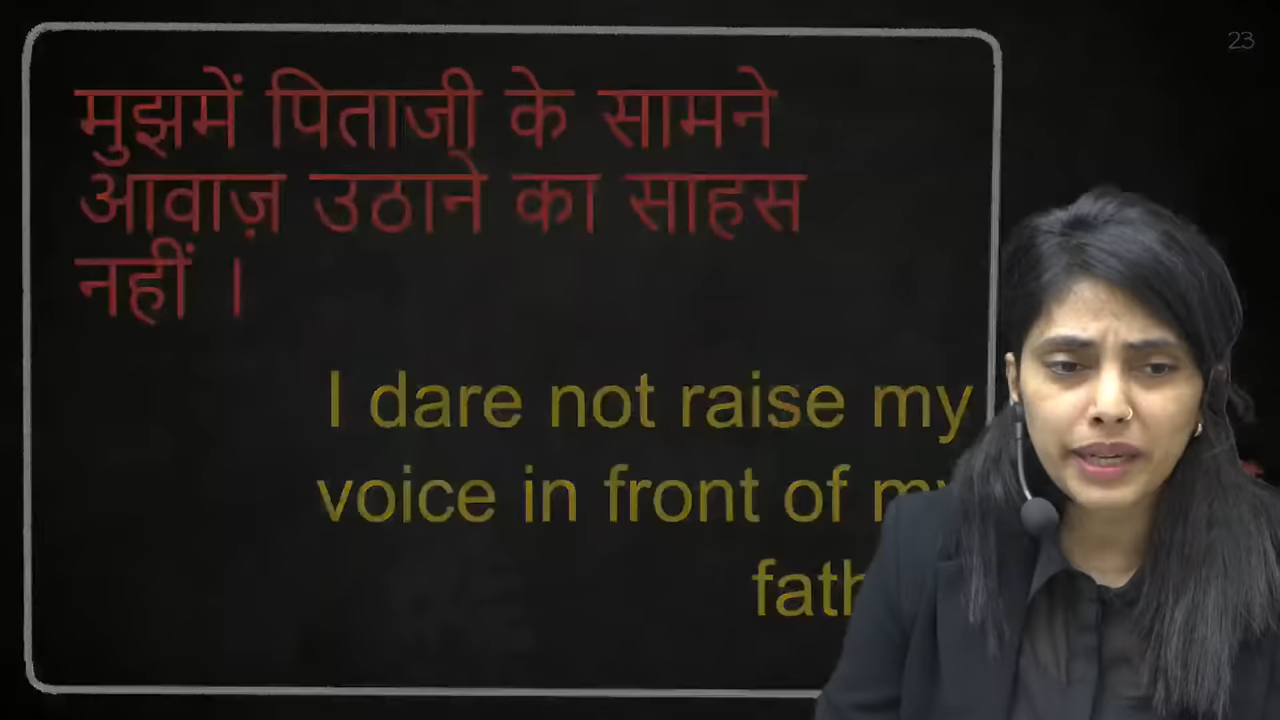 23
मुझमें पिताजी के सामने
आवाज़ उठाने का साहस
नहीं ।
I dare not raise my
voice in front of